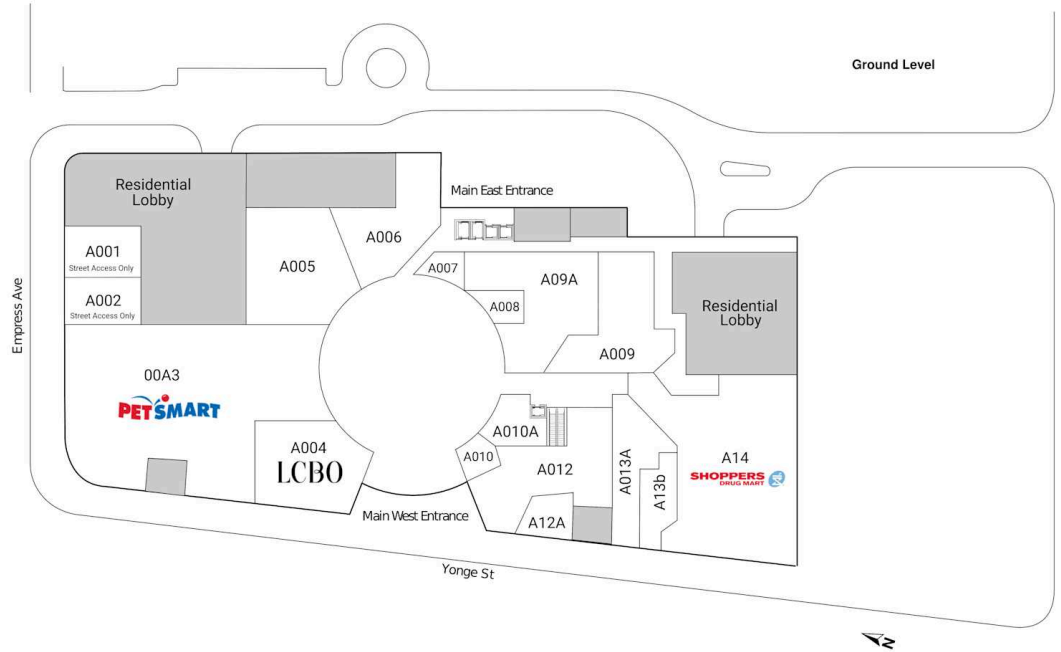 Ground Level
Residential
Lobby
Main East Entrance
A001
Street Access Only
A002
Street Access Only
A005
A006
A007
A008
A09A
A009
Residential
Lobby
Empress Ave
00A3
PETSMART
A004
LCBO
A010A
A010
A012
A12A
A013A
A13b
A14
SHOPPERS
DRUG MART
Main West Entrance
Yonge St
N